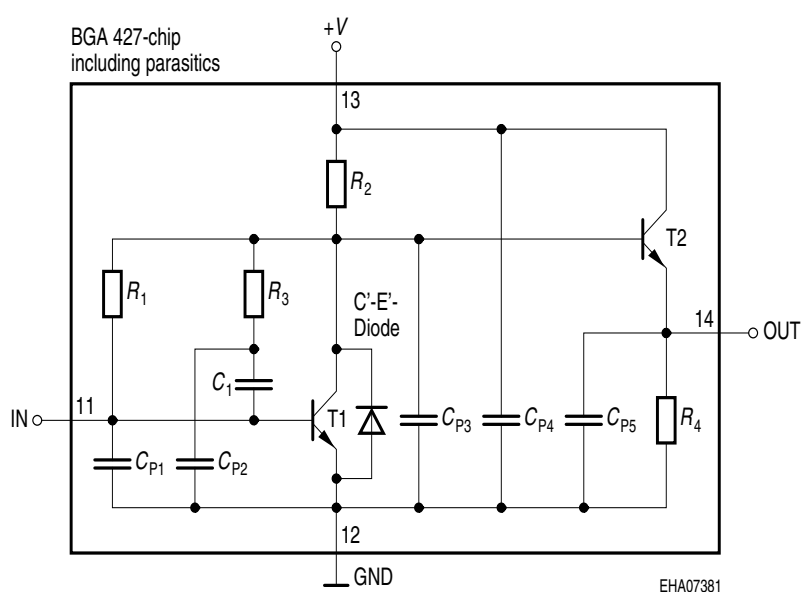 BGA 427-chip
including parasitics
+V
13
R2
T2
R1
R3
C'-E'-
Diode
14
OUT
C1
IN
11
T1
CP1
CP2
CP3
CP4
CP5
R4
12
GND
EHA07381